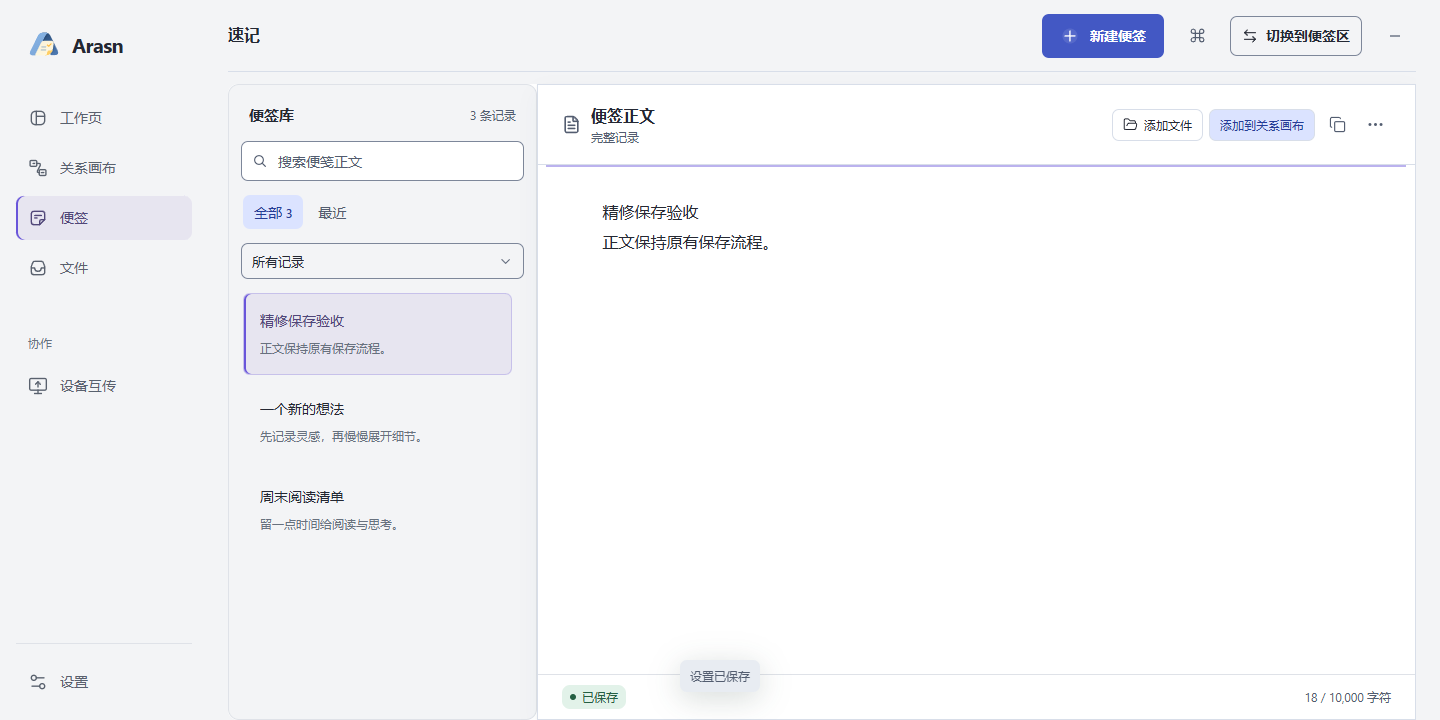 Arasn
工作页
关系画布
便签
文件
协作
设备互传
设置
速记
新建便签
切换到便签区
便签库
3 条记录
搜索便笺正文
全部 3
最近
所有记录
精修保存验收
正文保持原有保存流程。
一个新的想法
先记录灵感，再慢慢展开细节。
周末阅读清单
留一点时间给阅读与思考。
便签正文
完整记录
添加文件
添加到关系画布
精修保存验收
正文保持原有保存流程。
设置已保存
已保存
18 / 10,000 字符